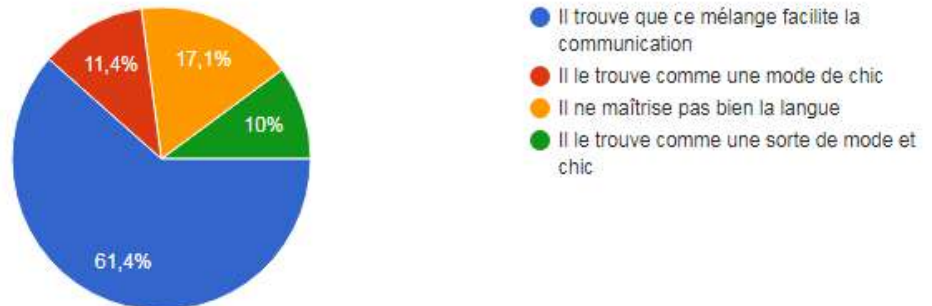 11,4%
17,1%
10%
61,4%
Il trouve que ce mélange facilite la
communication
Il le trouve comme une mode de chic
Il ne maîtrise pas bien la langue
Il le trouve comme une sorte de mode et
chic